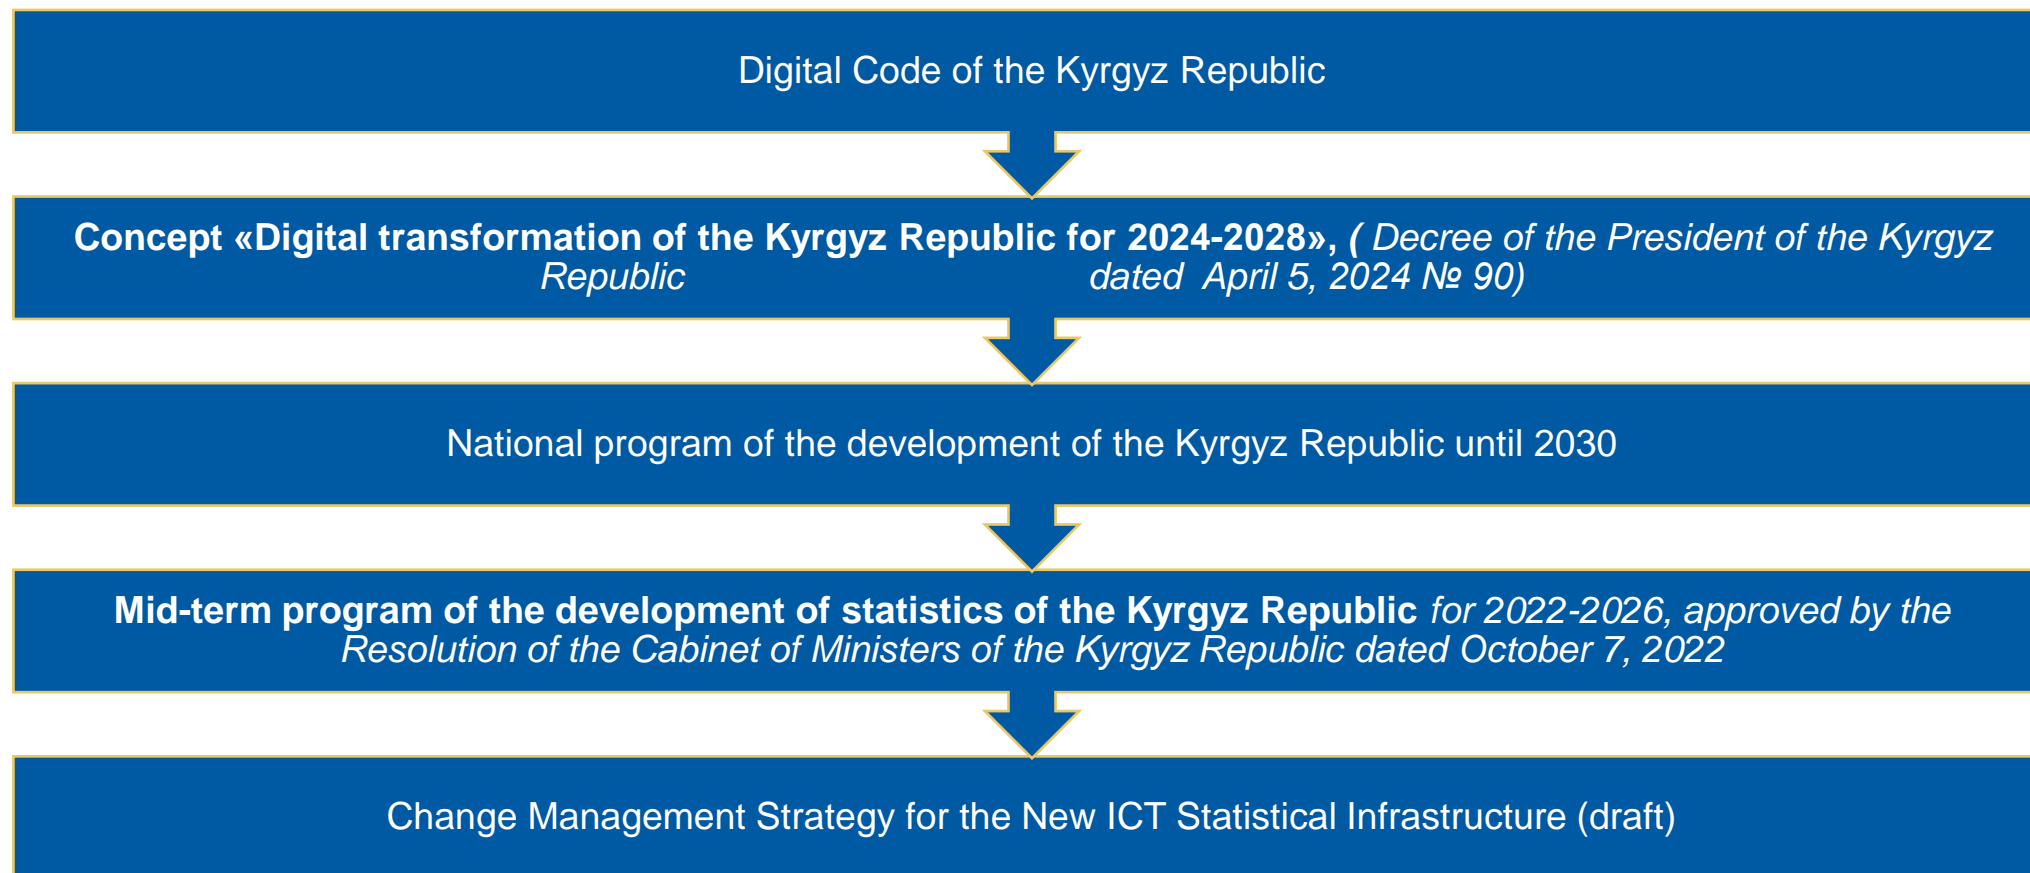 Digital Code of the Kyrgyz Republic
Concept «Digital transformation of the Kyrgyz Republic for 2024-2028», ( Decree of the President of the Kyrgyz
Republic dated April 5, 2024 № 90)
National program of the development of the Kyrgyz Republic until 2030
Mid-term program of the development of statistics of the Kyrgyz Republic for 2022-2026, approved by the
Resolution of the Cabinet of Ministers of the Kyrgyz Republic dated October 7, 2022
Change Management Strategy for the New ICT Statistical Infrastructure (draft)